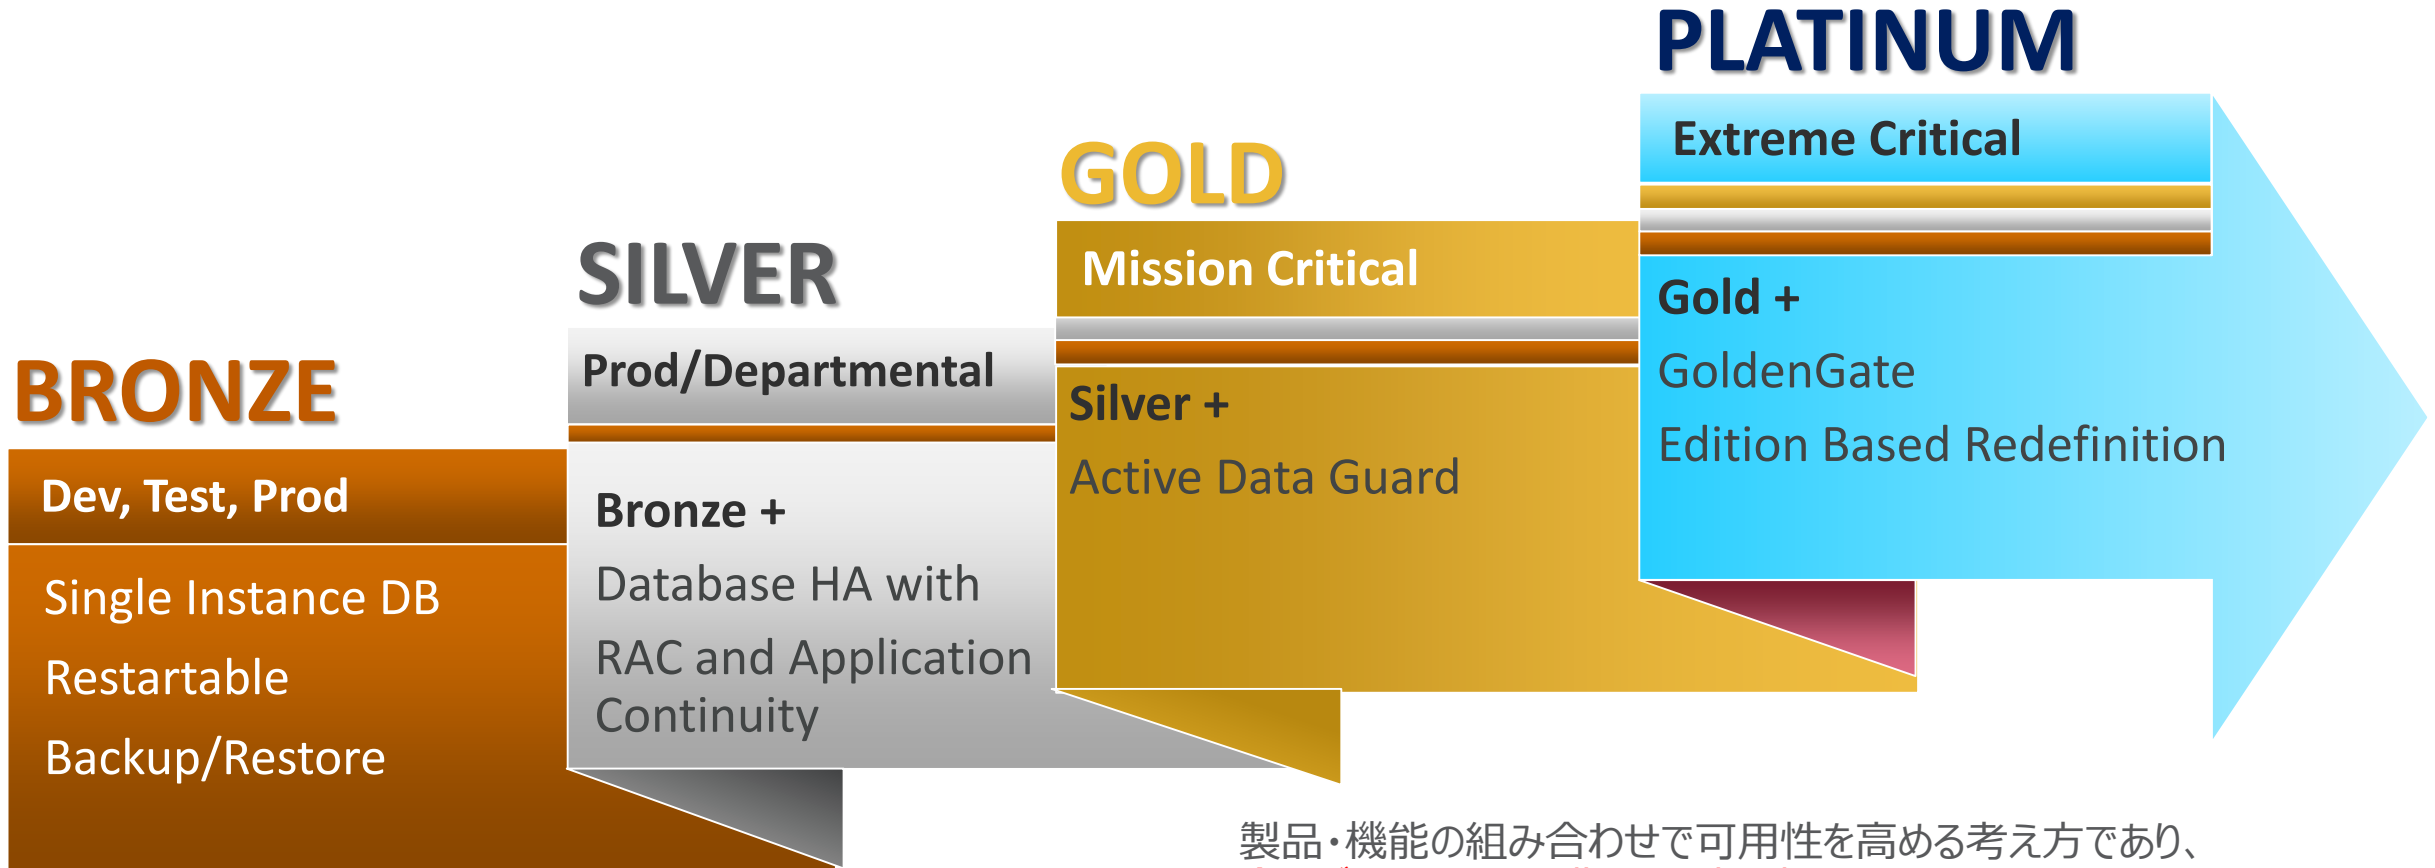 BRONZE
Dev, Test, Prod
Single Instance DB
Restartable
Backup/Restore
SILVER
Prod/Departmental
Bronze +
Database HA with
RAC and Application
Continuity
GOLD
Mission Critical
Silver +
Active Data Guard
PLATINUM
Extreme Critical
Gold +
GoldenGate
Edition Based Redefinition
製品・機能の組み合わせで可用性を高める考え方であり、